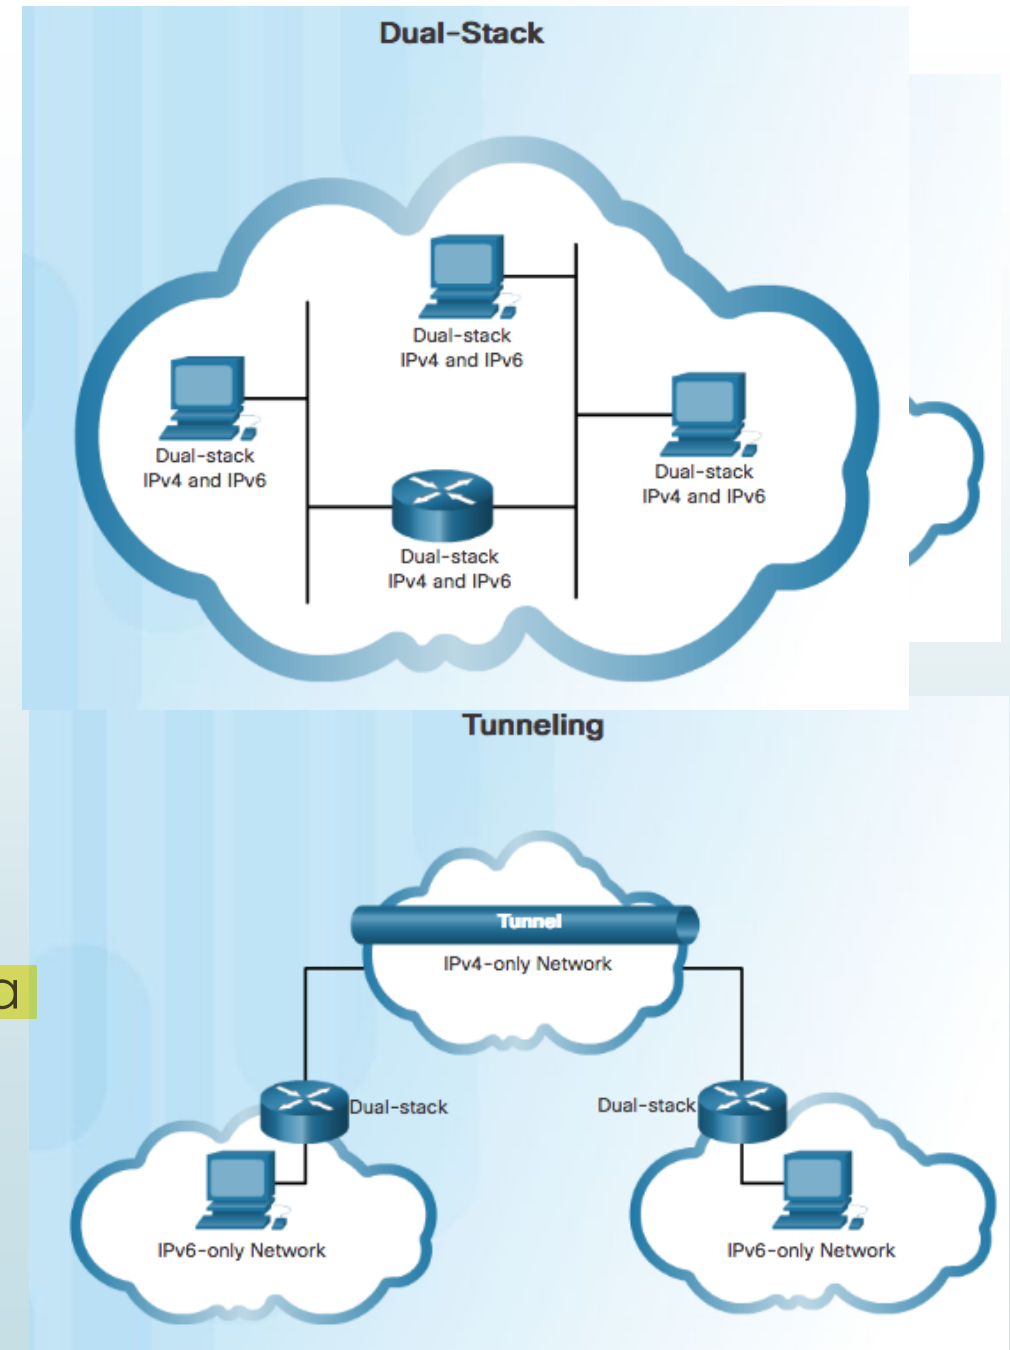 Dual-Stack
Dual-stack
IPv4 and IPv6
Dual-stack
IPv4 and IPv6
Dual-stack
IPv4 and IPv6
Dual-stack
IPv4 and IPv6
Tunneling
Tunnel
IPv4-only Network
a
Dual-stack
Dual-stack
IPv6-only Network
IPv6-only Network